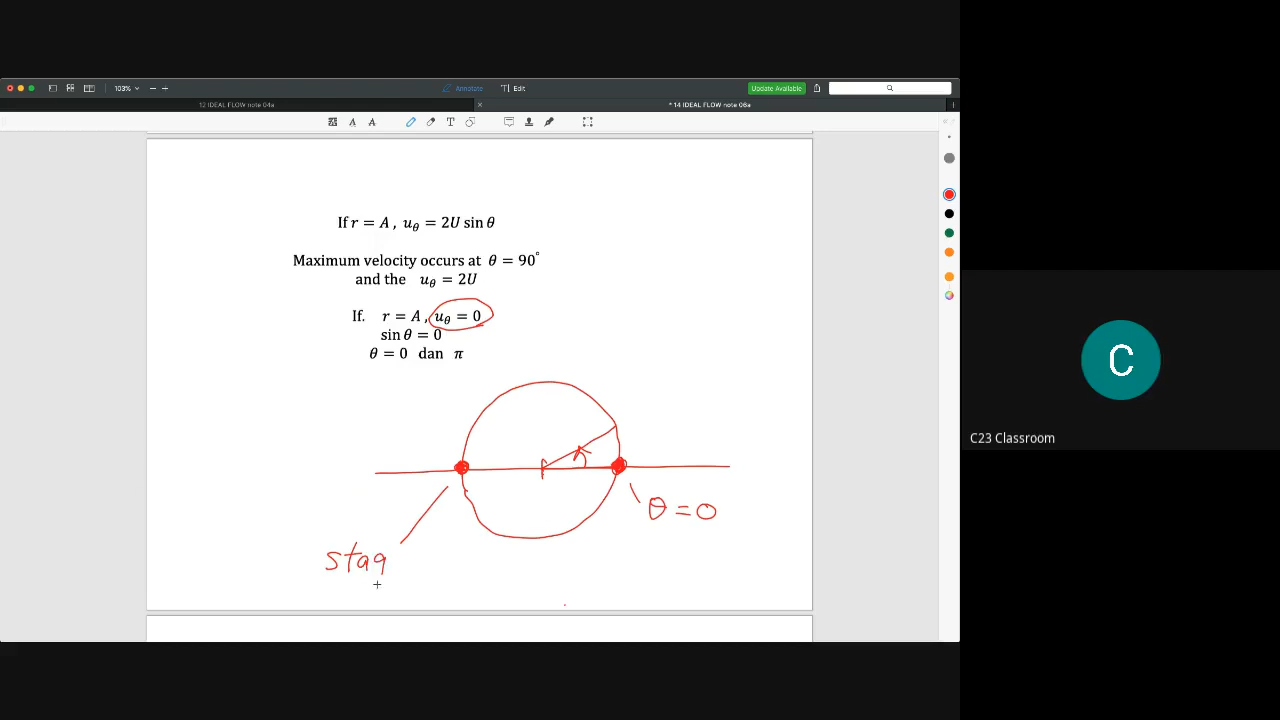 103%
Annotate
Edit
Update Available
12 IDEAL FLOW note 04a
* 14 IDEAL FLOW note 06a
If r = A , u_θ = 2U sin θ
Maximum velocity occurs at θ = 90°
and the u_θ = 2U
If. r = A , u_θ = 0
sin θ = 0
θ = 0 dan π
θ = 0
stag
C
C23 Classroom